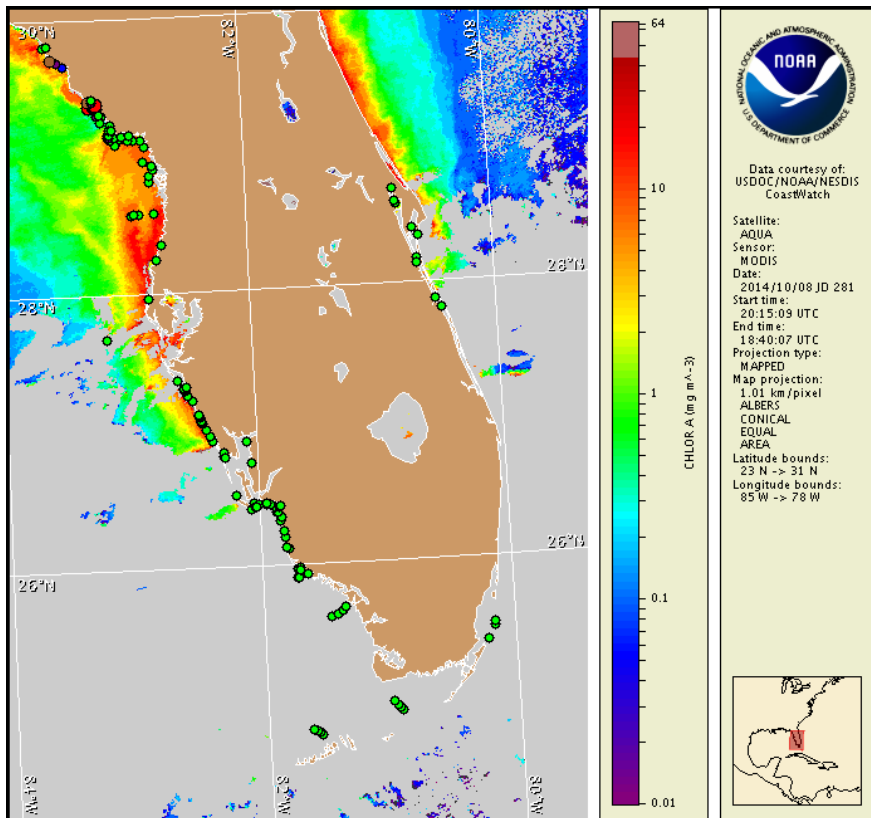 30°N
82°W
80°W
28°N
28°N
26°N
26°N
84°W
82°W
80°W
64
10
1
0.1
0.01
CHLOR A (mg m^-3)
NATIONAL OCEANIC AND ATMOSPHERIC ADMINISTRATION
NOAA
U.S. DEPARTMENT OF COMMERCE
Data courtesy of:
USDOC/NOAA/NESDIS
CoastWatch
Satellite:
AQUA
Sensor:
MODIS
Date:
2014/10/08 JD 281
Start time:
20:15:09 UTC
End time:
18:40:07 UTC
Projection type:
MAPPED
Map projection:
1.01 km/pixel
ALBERS
CONICAL
EQUAL
AREA
Latitude bounds:
23 N -> 31 N
Longitude bounds:
85 W -> 78 W